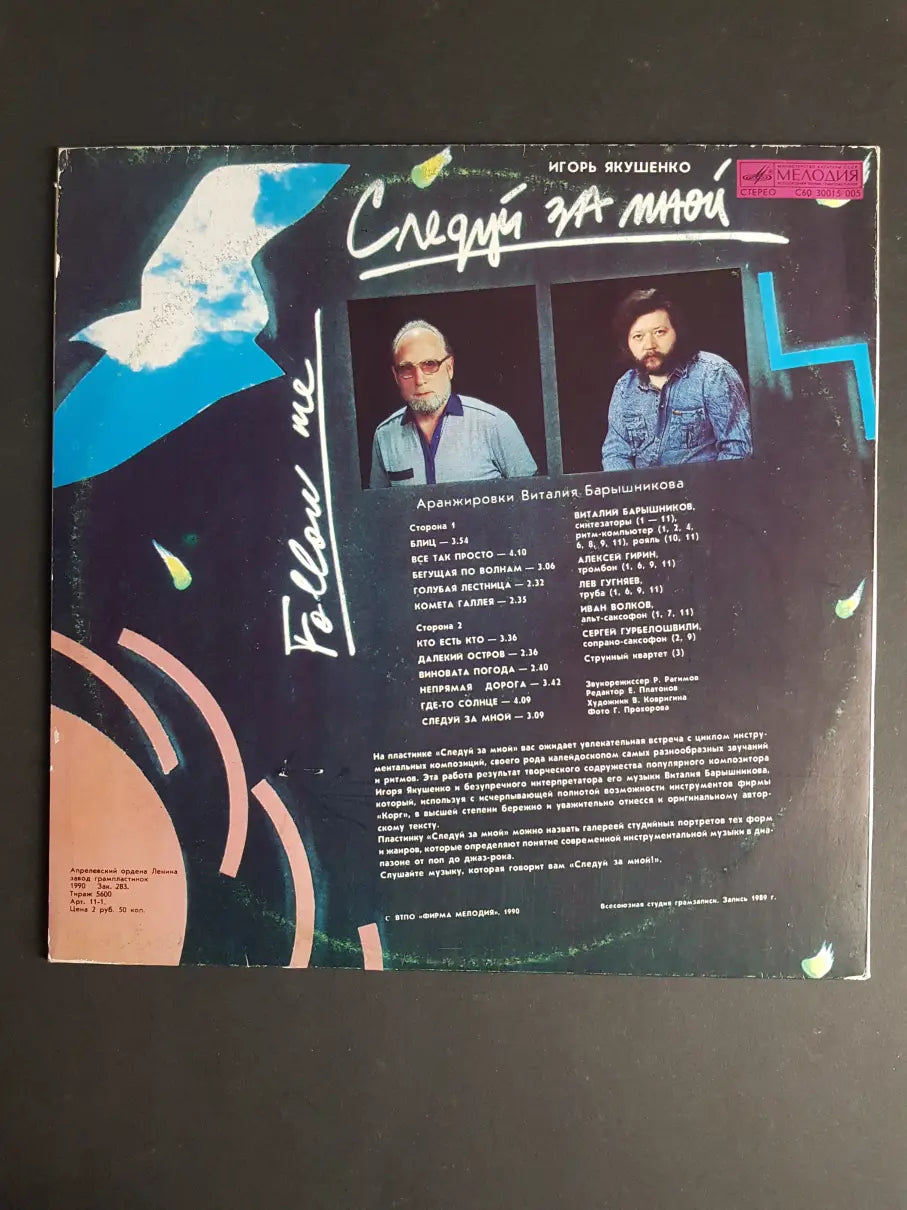 ИГОРЬ ЯКУШЕНКО
МЕЛОДИЯ
СТЕРЕО С60 30015 005
Следуй за мной
Follow me
Аранжировки Виталия Барышникова
Сторона 1
БЛИЦ — 3.54
ВСЕ ТАК ПРОСТО — 4.10
БЕГУЩАЯ ПО ВОЛНАМ — 3.06
ГОЛУБАЯ ЛЕСТНИЦА — 2.32
КОМЕТА ГАЛЛЕЯ — 2.35
Сторона 2
КТО ЕСТЬ КТО — 3.36
ДАЛЕКИЙ ОСТРОВ — 2.36
ВИНОВАТА ПОГОДА — 2.40
НЕПРЯМАЯ ДОРОГА — 3.42
ГДЕ-ТО СОЛНЦЕ — 4.09
СЛЕДУЙ ЗА МНОЙ — 3.09
ВИТАЛИЙ БАРЫШНИКОВ,
синтезаторы (1 — 11),
ритм-компьютер (1, 2, 4,
6, 8, 9, 11), рояль (10, 11)
АЛЕКСЕЙ ГИРИН,
тромбон (1, 6, 9, 11)
ЛЕВ ГУГНЯЕВ,
труба (1, 6, 9, 11)
ИВАН ВОЛКОВ,
альт-саксофон (1, 7, 11)
СЕРГЕЙ ГУРБЕЛОШВИЛИ,
сопрано-саксофон (2, 9)
Струнный квартет (3)
Звукорежиссер Р. Рагимов
Редактор Е. Платонов
Художник В. Ковригина
Фото Г. Прохорова
На пластинке «Следуй за мной» вас ожидает увлекательная встреча с циклом инстру-
ментальных композиций, своего рода калейдоскопом самых разнообразных звучаний
и ритмов. Эта работа результат творческого содружества популярного композитора
Игоря Якушенко и безупречного интерпретатора его музыки Виталия Барышникова,
который, используя с исчерпывающей полнотой возможности инструментов фирмы
«Корг», в высшей степени бережно и уважительно отнесся к оригинальному автор-
скому тексту.
Пластинку «Следуй за мной» можно назвать галереей студийных портретов тех форм
и жанров, которые определяют понятие современной инструментальной музыки в диа-
пазоне от поп до джаз-рока.
Слушайте музыку, которая говорит вам «Следуй за мной!».
Апрелевский ордена Ленина
завод грампластинок
1990 Зак. 283.
Тираж 5600
Арт. 11-1.
Цена 2 руб. 50 коп.
с ВТПО «ФИРМА МЕЛОДИЯ», 1990
Всесоюзная студия грамзаписи. Запись 1989 г.